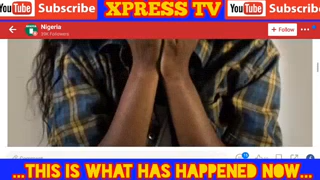 YouTube Subscribe XPRESS TV YouTube Subscribe
Nigeria
+ Follow
...THIS IS WHAT HAS HAPPENED NOW...